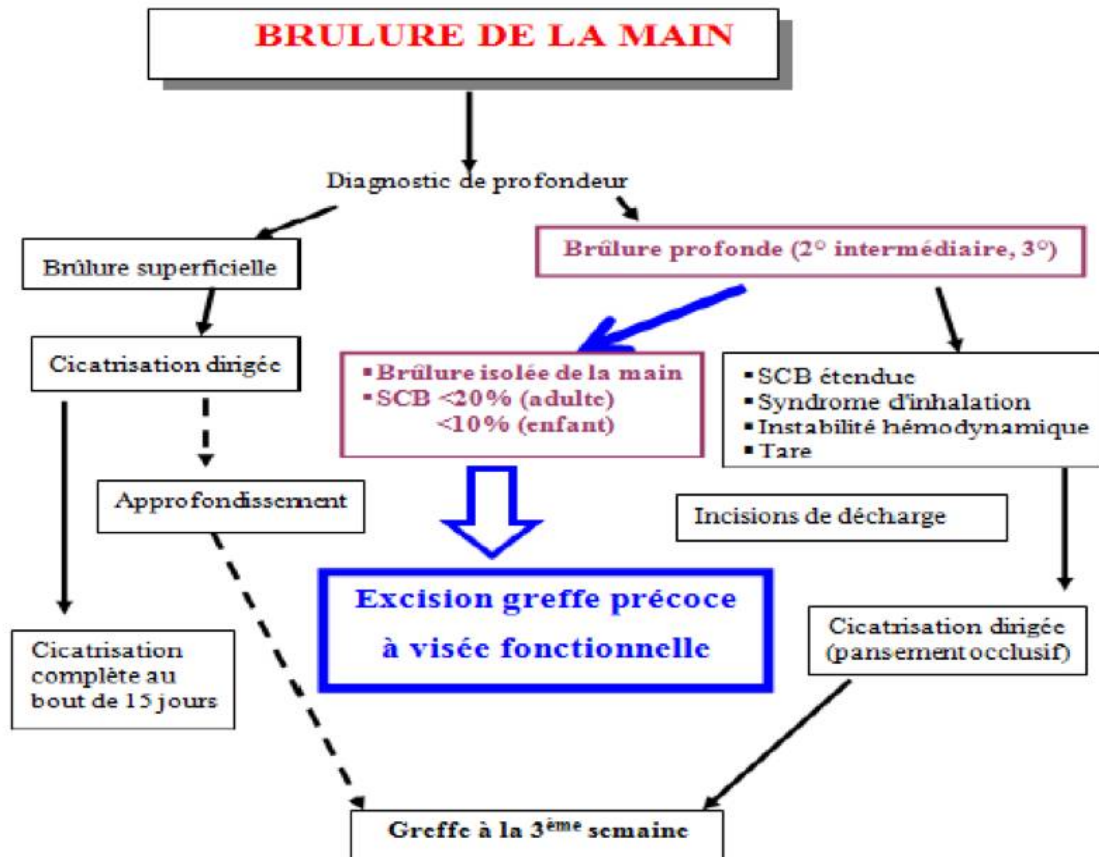 BRULURE DE LA MAIN
Diagnostic de profondeur
Brûlure superficielle
Brûlure profonde (2° intermédiaire, 3°)
Cicatrisation dirigée
▪ Brûlure isolée de la main
▪ SCB <20% (adulte)
<10% (enfant)
▪ SCB étendue
▪ Syndrome d'inhalation
▪ Instabilité hémodynamique
▪ Tare
Approfondissement
Incisions de décharge
Excision greffe précoce
à visée fonctionnelle
Cicatrisation
complète au
bout de 15 jours
Cicatrisation dirigée
(pansement occlusif)
Greffe à la 3ème semaine